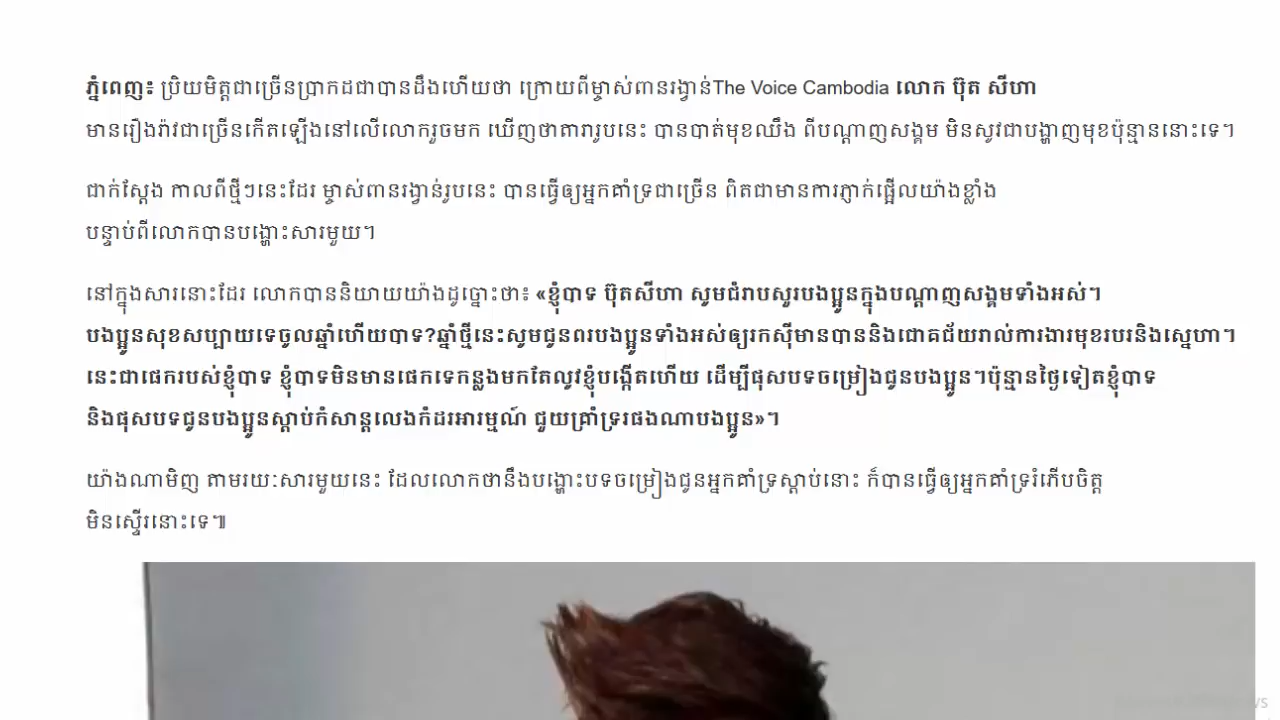 ភ្នំពេញ៖ ប្រិយមិត្តជាច្រើនប្រាកដជាបានដឹងហើយថា ក្រោយពីម្ចាស់ពានរង្វាន់The Voice Cambodia លោក ប៊ុត សីហា
មានរឿងរ៉ាវជាច្រើនកើតឡើងនៅលើលោករួចមក ឃើញថាតារារូបនេះ បានបាត់មុខឈឹង ពីបណ្តាញសង្គម មិនសូវជាបង្ហាញមុខប៉ុន្មាននោះទេ។
ជាក់ស្តែង កាលពីថ្មីៗនេះដែរ ម្ចាស់ពានរង្វាន់រូបនេះ បានធ្វើឲ្យអ្នកគាំទ្រជាច្រើន ពិតជាមានការភ្ញាក់ផ្អើលយ៉ាងខ្លាំង
បន្ទាប់ពីលោកបានបង្ហោះសារមួយ។
នៅក្នុងសារនោះដែរ លោកបាននិយាយយ៉ាងដូច្នោះថា៖ «ខ្ញុំបាទ ប៊ុតសីហា សូមជំរាបសួរបងប្អូនក្នុងបណ្តាញសង្គមទាំងអស់។
បងប្អូនសុខសប្បាយទេចូលឆ្នាំហើយបាទ?ឆ្នាំថ្មីនេះសូមជូនពរបងប្អូនទាំងអស់ឲ្យរកស៊ីមានបាននិងជោគជ័យរាល់ការងារមុខរបរនិងស្នេហា។
នេះជាផេករបស់ខ្ញុំបាទ ខ្ញុំបាទមិនមានផេកទេកន្លងមកតែលូវខ្ញុំបង្កើតហើយ ដើម្បីផុសបទចម្រៀងជូនបងប្អូន។ប៉ុន្មានថ្ងៃទៀតខ្ញុំបាទ
និងផុសបទជូនបងប្អូនស្តាប់កំសាន្តលេងកំដរអារម្មណ៍ ជួយគ្រាំទ្រផងណាបងប្អូន»។
យ៉ាងណាមិញ តាមរយៈសារមួយនេះ ដែលលោកថានឹងបង្ហោះបទចម្រៀងជូនអ្នកគាំទ្រស្តាប់នោះ ក៏បានធ្វើឲ្យអ្នកគាំទ្ររំភើបចិត្ត
មិនស្ទើរនោះទេ៕